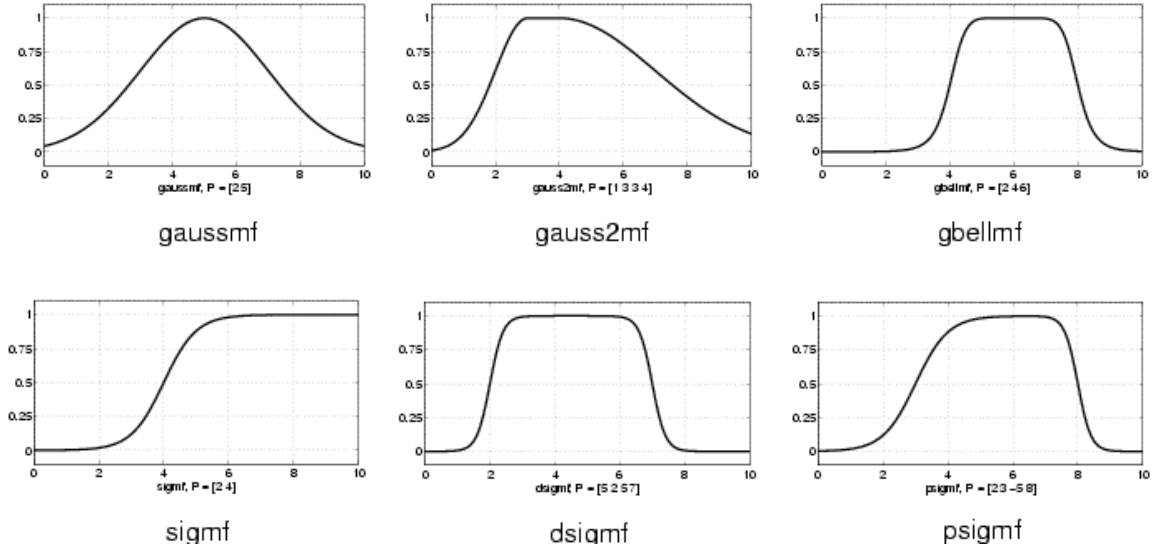 1
0.75
0.5
0.25
0
0 2 4 6 8 10
gaussmf, P = [2 5]
gaussmf
1
0.75
0.5
0.25
0
0 2 4 6 8 10
gauss2mf, P = [1 3 3 4]
gauss2mf
1
0.75
0.5
0.25
0
0 2 4 6 8 10
gbellmf, P = [2 4 6]
gbellmf
1
0.75
0.5
0.25
0
0 2 4 6 8 10
sigmf, P = [2 4]
sigmf
1
0.75
0.5
0.25
0
0 2 4 6 8 10
dsigmf, P = [5 2 5 7]
dsigmf
1
0.75
0.5
0.25
0
0 2 4 6 8 10
psigmf, P = [2 3 -5 8]
psigmf